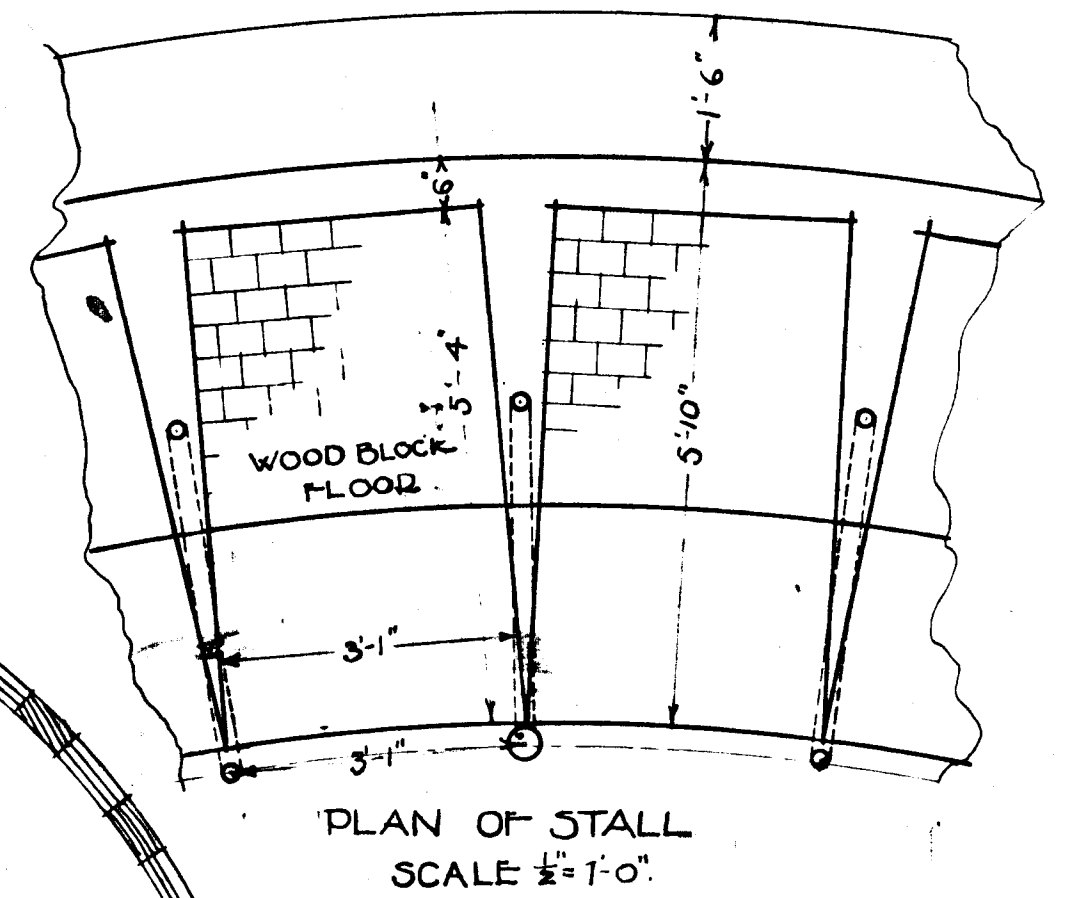 1'-6"
6"
5'-4"
5'-10"
WOOD BLOCK
FLOOR
3'-1"
3'-1"
PLAN OF STALL
SCALE ½"= 1'-0".